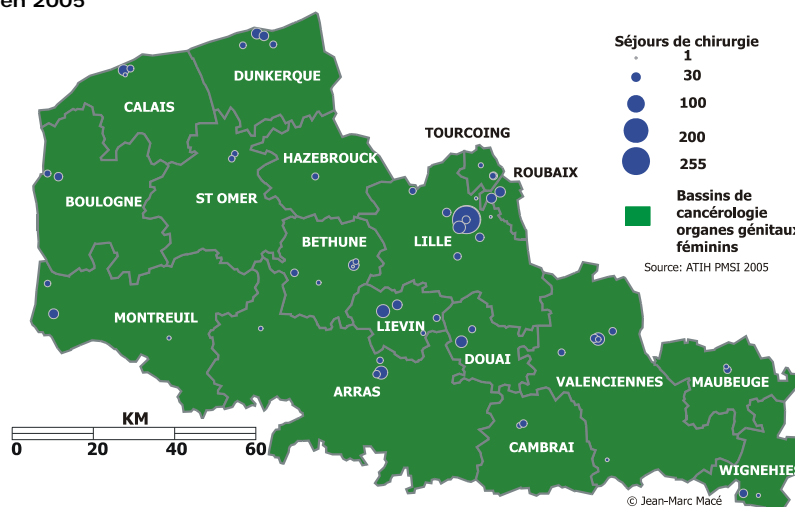 en 2005
Séjours de chirurgie
1
30
100
200
255
Bassins de
cancérologie
organes génitaux
féminins
Source: ATIH PMSI 2005
DUNKERQUE
CALAIS
TOURCOING
HAZEBROUCK
ROUBAIX
BOULOGNE
ST OMER
BETHUNE
LILLE
MONTREUIL
LIEVIN
DOUAI
ARRAS
VALENCIENNES
MAUBEUGE
KM
0 20 40 60
CAMBRAI
WIGNEHIES
© Jean-Marc Macé